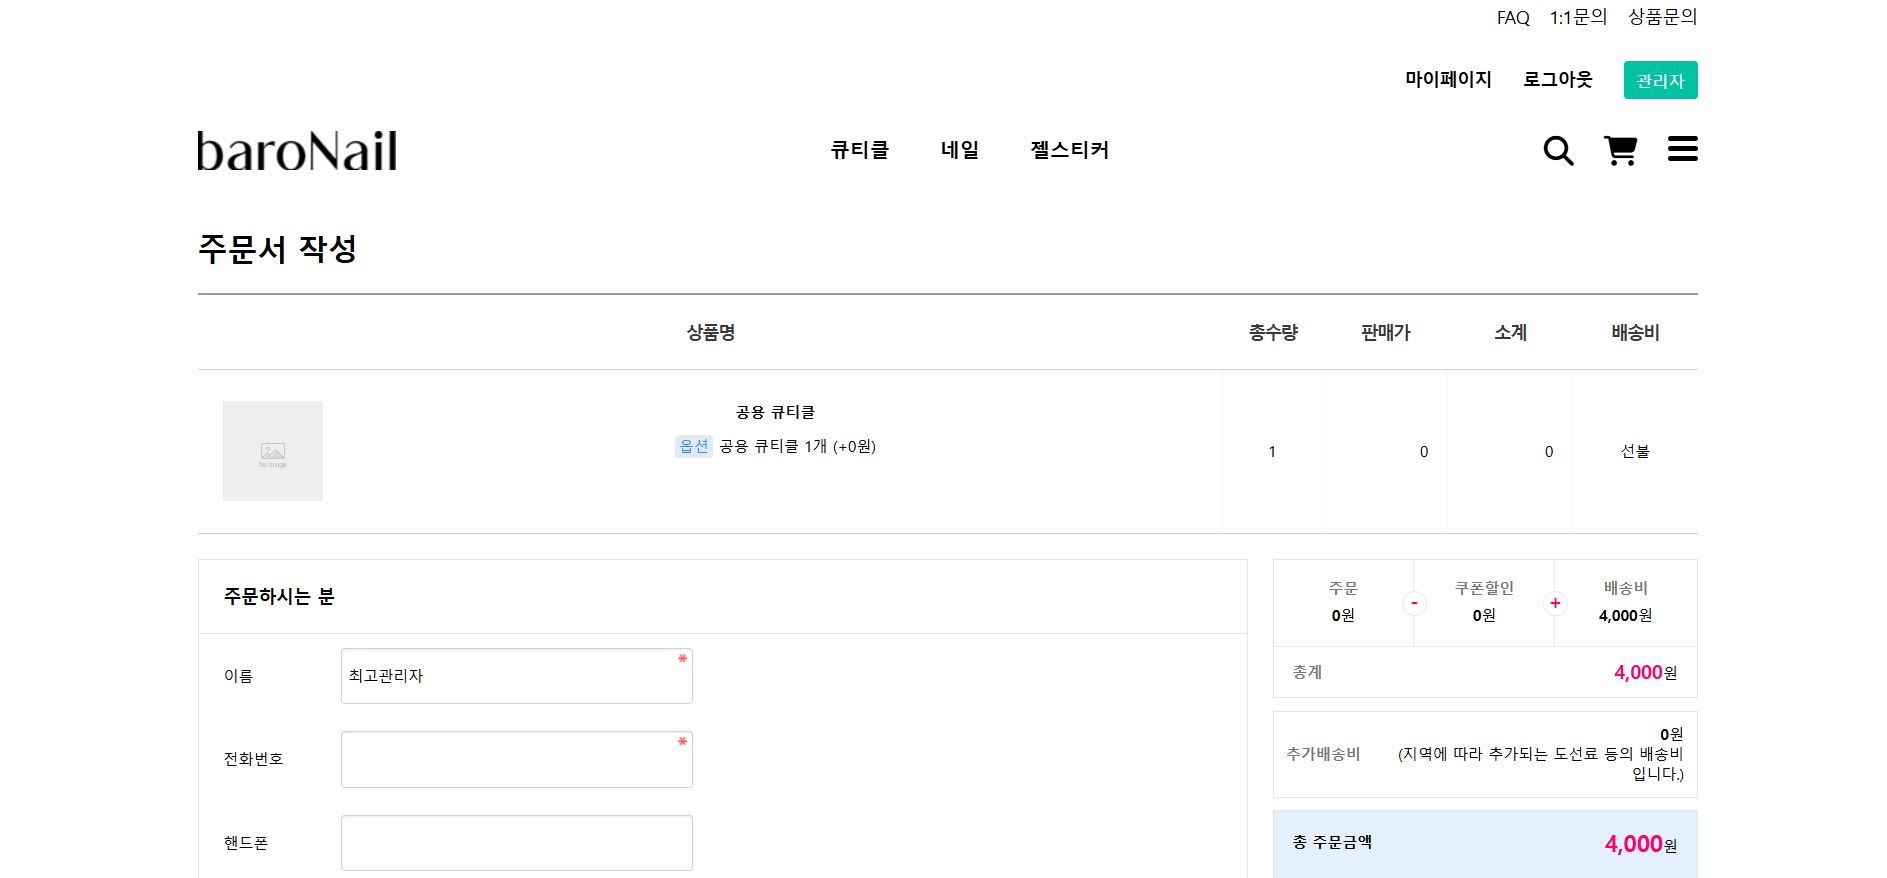 FAQ 1:1문의 상품문의
마이페이지 로그아웃 관리자
baroNail 큐티클 네일 젤스티커
주문서 작성
상품명 총수량 판매가 소계 배송비
No Image
공용 큐티클
옵션 공용 큐티클 1개 (+0원)
1 0 0 선불
주문하시는 분
이름 최고관리자
전화번호
핸드폰
주문 쿠폰할인 배송비
0원 - 0원 + 4,000원
총계 4,000원
추가배송비 0원
(지역에 따라 추가되는 도선료 등의 배송비
입니다.)
총 주문금액 4,000원